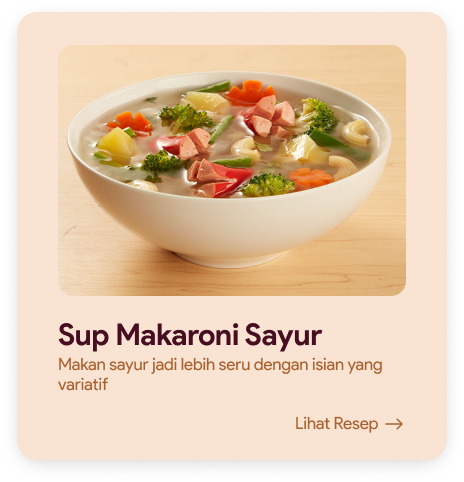 Sup Makaroni Sayur
Makan sayur jadi lebih seru dengan isian yang
variatif
Lihat Resep →